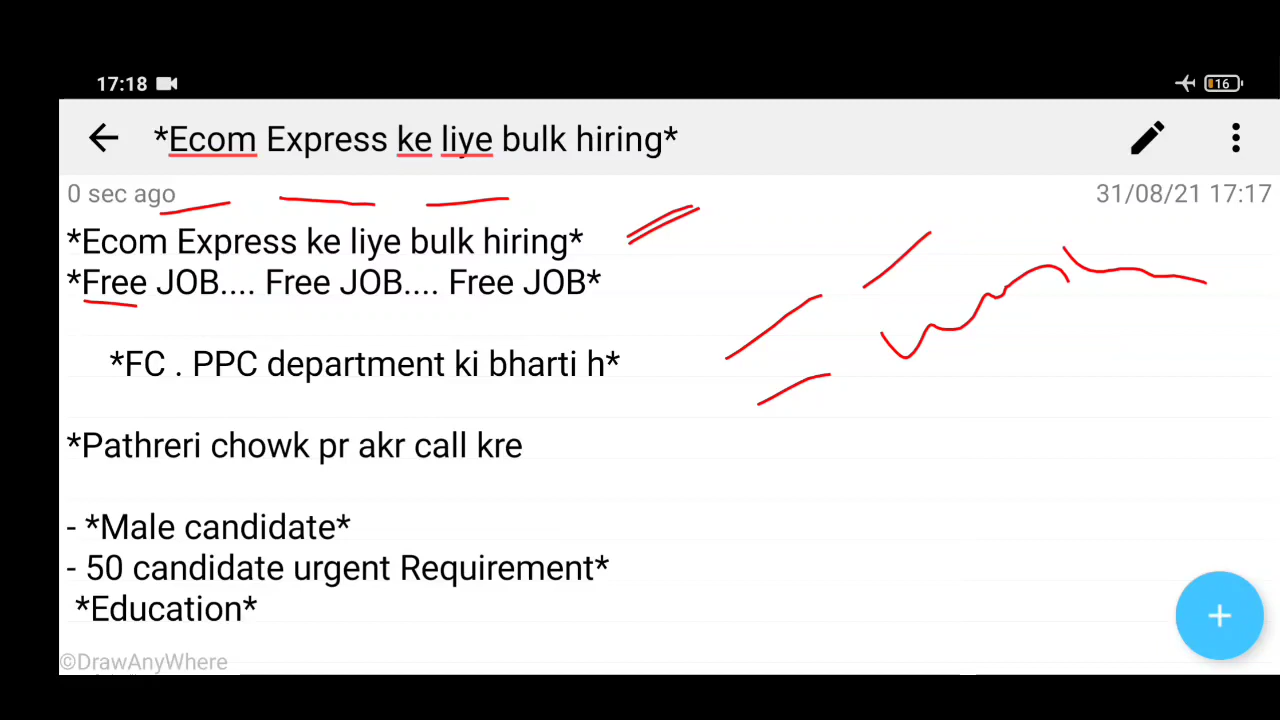 17:18
16
*Ecom Express ke liye bulk hiring*
0 sec ago
31/08/21 17:17
*Ecom Express ke liye bulk hiring*
*Free JOB.... Free JOB.... Free JOB*
*FC . PPC department ki bharti h*
*Pathreri chowk pr akr call kre
- *Male candidate*
- 50 candidate urgent Requirement*
*Education*
©DrawAnyWhere